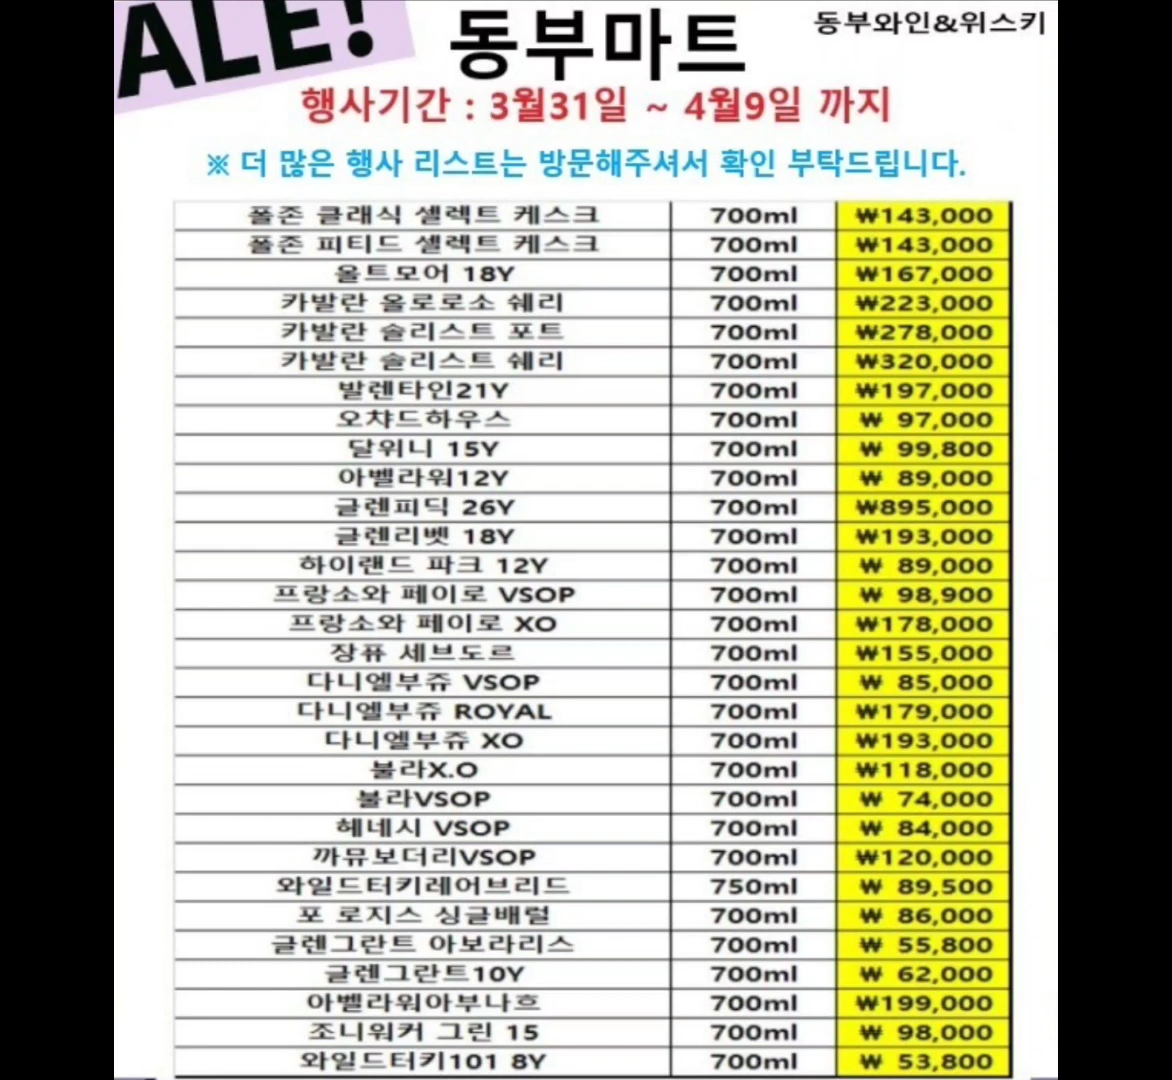 ALE!
동부마트
동부와인&위스키
행사기간 : 3월31일 ~ 4월9일 까지
※ 더 많은 행사 리스트는 방문해주셔서 확인 부탁드립니다.
폴존 클래식 셀렉트 케스크 700ml ₩143,000
폴존 피티드 셀렉트 케스크 700ml ₩143,000
올트모어 18Y 700ml ₩167,000
카발란 올로로소 쉐리 700ml ₩223,000
카발란 솔리스트 포트 700ml ₩278,000
카발란 솔리스트 쉐리 700ml ₩320,000
발렌타인21Y 700ml ₩197,000
오챠드하우스 700ml ₩ 97,000
달위니 15Y 700ml ₩ 99,800
아벨라워12Y 700ml ₩ 89,000
글렌피딕 26Y 700ml ₩895,000
글렌리벳 18Y 700ml ₩193,000
하이랜드 파크 12Y 700ml ₩ 89,000
프랑소와 페이로 VSOP 700ml ₩ 98,900
프랑소와 페이로 XO 700ml ₩178,000
장퓨 세브도르 700ml ₩155,000
다니엘부쥬 VSOP 700ml ₩ 85,000
다니엘부쥬 ROYAL 700ml ₩179,000
다니엘부쥬 XO 700ml ₩193,000
불라X.O 700ml ₩118,000
불라VSOP 700ml ₩ 74,000
헤네시 VSOP 700ml ₩ 84,000
까뮤보더리VSOP 700ml ₩120,000
와일드터키레어브리드 750ml ₩ 89,500
포 로지스 싱글배럴 700ml ₩ 86,000
글렌그란트 아보라리스 700ml ₩ 55,800
글렌그란트10Y 700ml ₩ 62,000
아벨라워아부나흐 700ml ₩199,000
조니워커 그린 15 700ml ₩ 98,000
와일드터키101 8Y 700ml ₩ 53,800